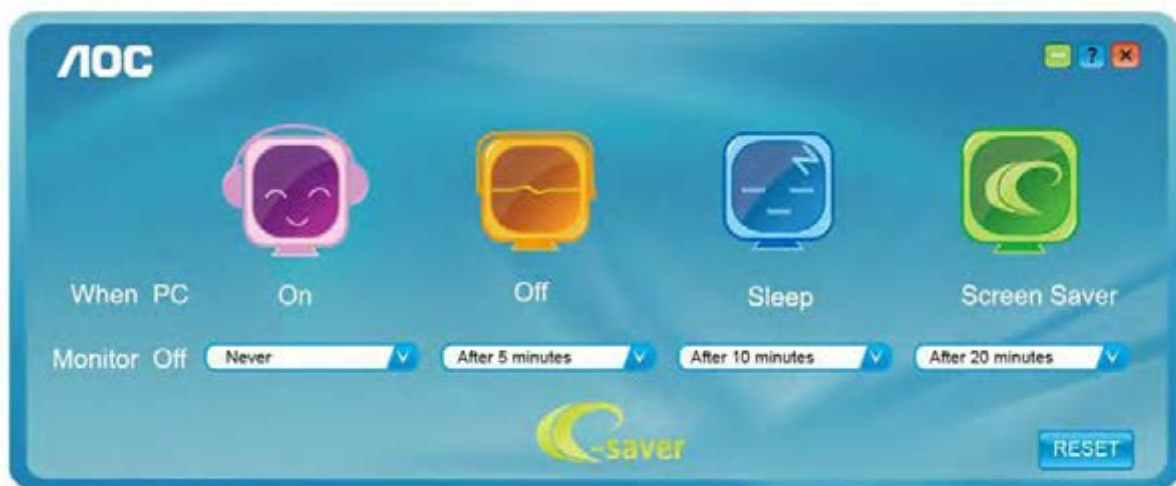 AOC
?
When PC On Off Sleep Screen Saver
Monitor Off Never After 5 minutes After 10 minutes After 20 minutes
e-saver
RESET